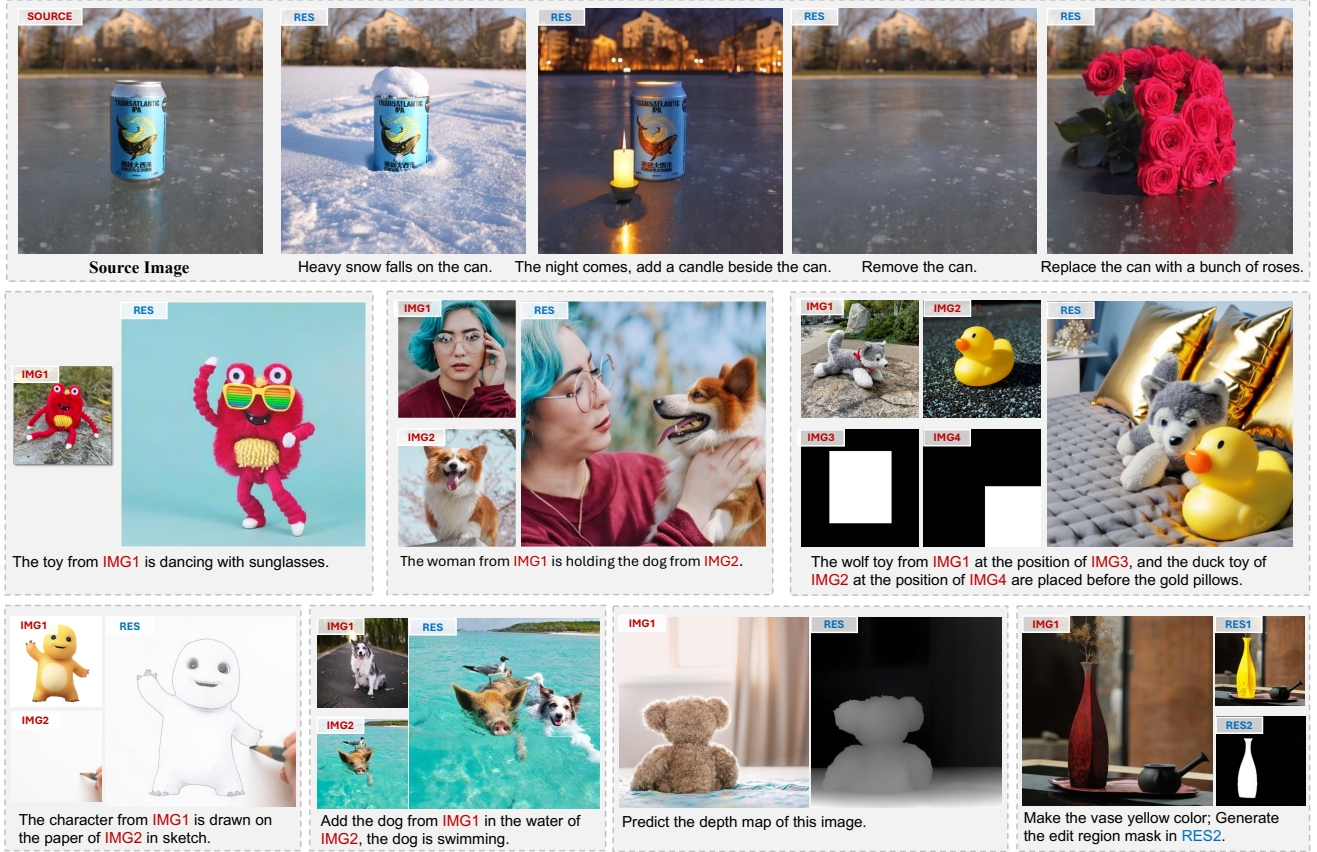 SOURCE
RES
RES
RES
RES
TRANSATLANTIC
IPA
TRANSATLANTIC
IPA
TRANSATLANTIC
IPA
Source Image
Heavy snow falls on the can.
The night comes, add a candle beside the can.
Remove the can.
Replace the can with a bunch of roses.
IMG1
RES
The toy from IMG1 is dancing with sunglasses.
IMG1
RES
IMG2
The woman from IMG1 is holding the dog from IMG2.
IMG1
IMG2
RES
IMG3
IMG4
The wolf toy from IMG1 at the position of IMG3, and the duck toy of
IMG2 at the position of IMG4 are placed before the gold pillows.
IMG1
RES
IMG2
The character from IMG1 is drawn on
the paper of IMG2 in sketch.
IMG1
RES
IMG2
Add the dog from IMG1 in the water of
IMG2, the dog is swimming.
IMG1
RES
Predict the depth map of this image.
IMG1
RES1
RES2
Make the vase yellow color; Generate
the edit region mask in RES2.